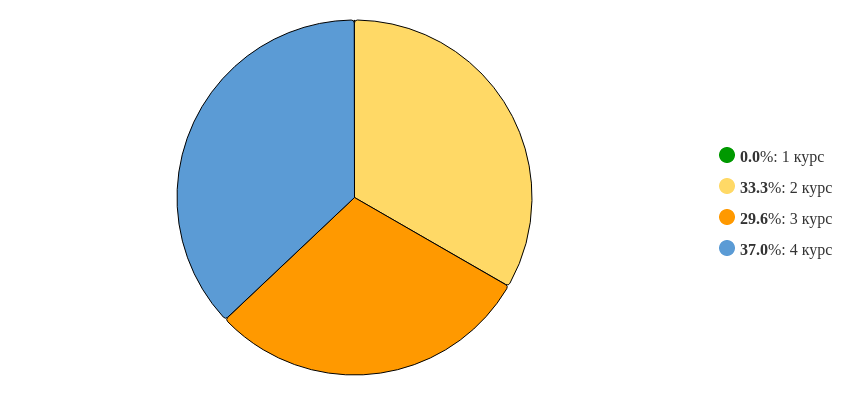 0.0%: 1 курс
33.3%: 2 курс
29.6%: 3 курс
37.0%: 4 курс